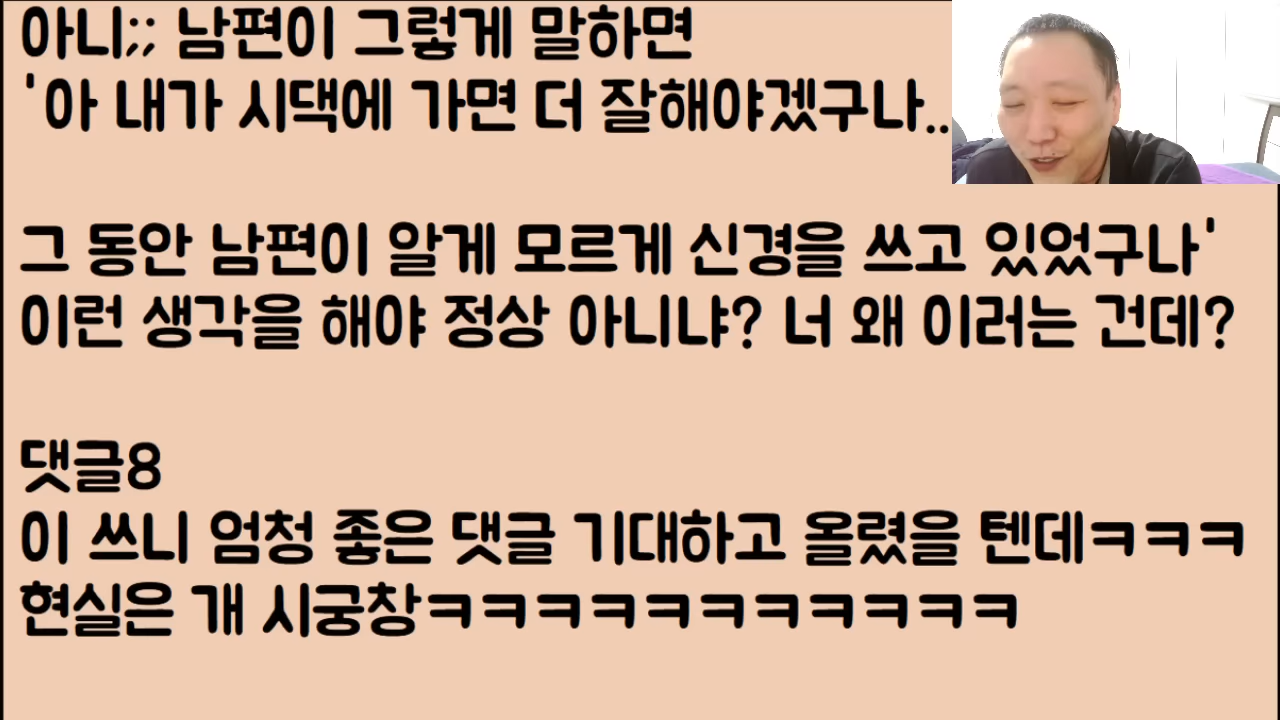 아니;; 남편이 그렇게 말하면
'아 내가 시댁에 가면 더 잘해야겠구나..
그 동안 남편이 알게 모르게 신경을 쓰고 있었구나'
이런 생각을 해야 정상 아니냐? 너 왜 이러는 건데?
댓글8
이 쓰니 엄청 좋은 댓글 기대하고 올렸을 텐데ㅋㅋㅋ
현실은 개 시궁창ㅋㅋㅋㅋㅋㅋㅋㅋㅋㅋㅋ